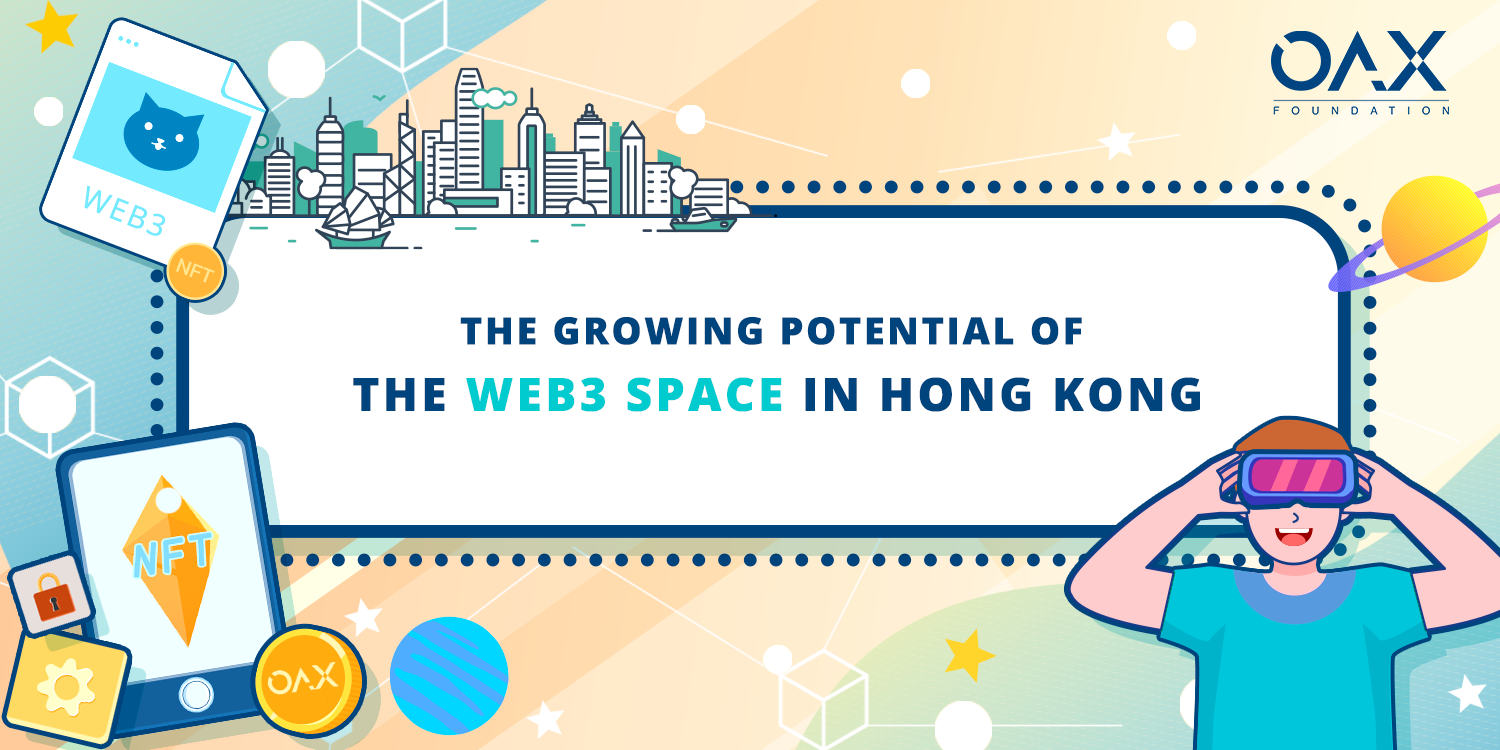 OAX
FOUNDATION
WEB3
NFT
THE GROWING POTENTIAL OF
THE WEB3 SPACE IN HONG KONG
NFT
OAX